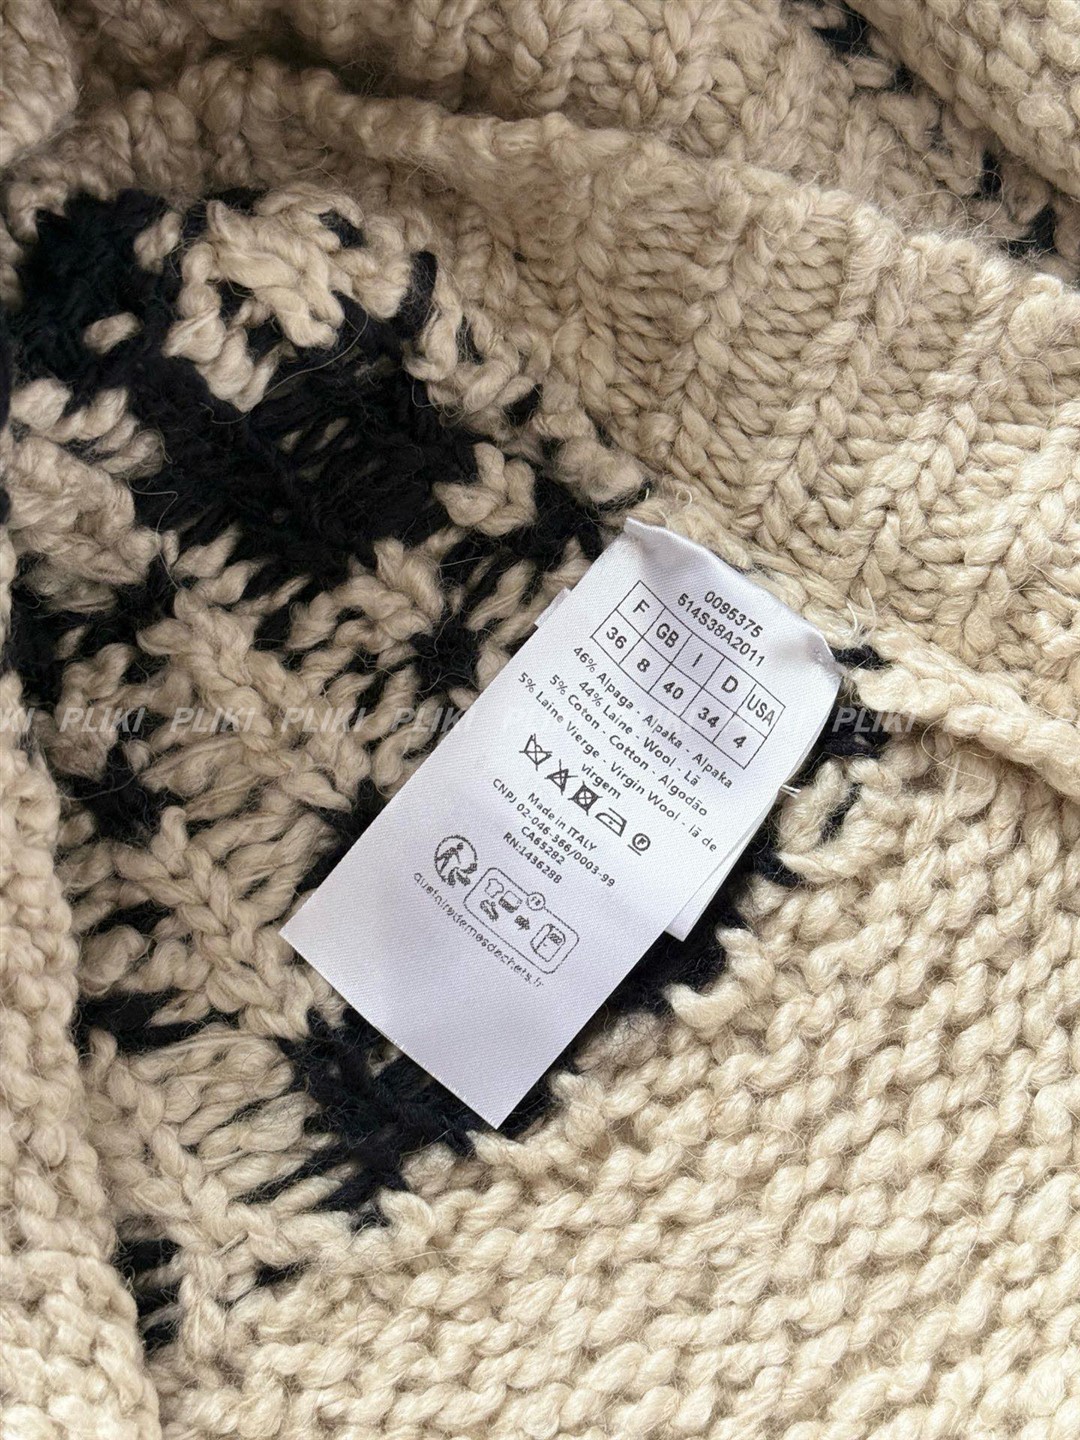 0095375
514S38A2011
F GB I D USA
36 8 40 34 4
46% Alpaga - Alpaka - Alpaka
44% Laine - Wool - Lã
5% Coton - Cotton - Algodão
5% Laine Vierge - Virgin Wool - lã de
virgem
Made in ITALY
CNPJ 02-046-366/0003-99
CA65282
RN:143628B
FR
quefairedemesdechets.fr
PLIKI PLIKI PLIKI PLIKI PLIKI